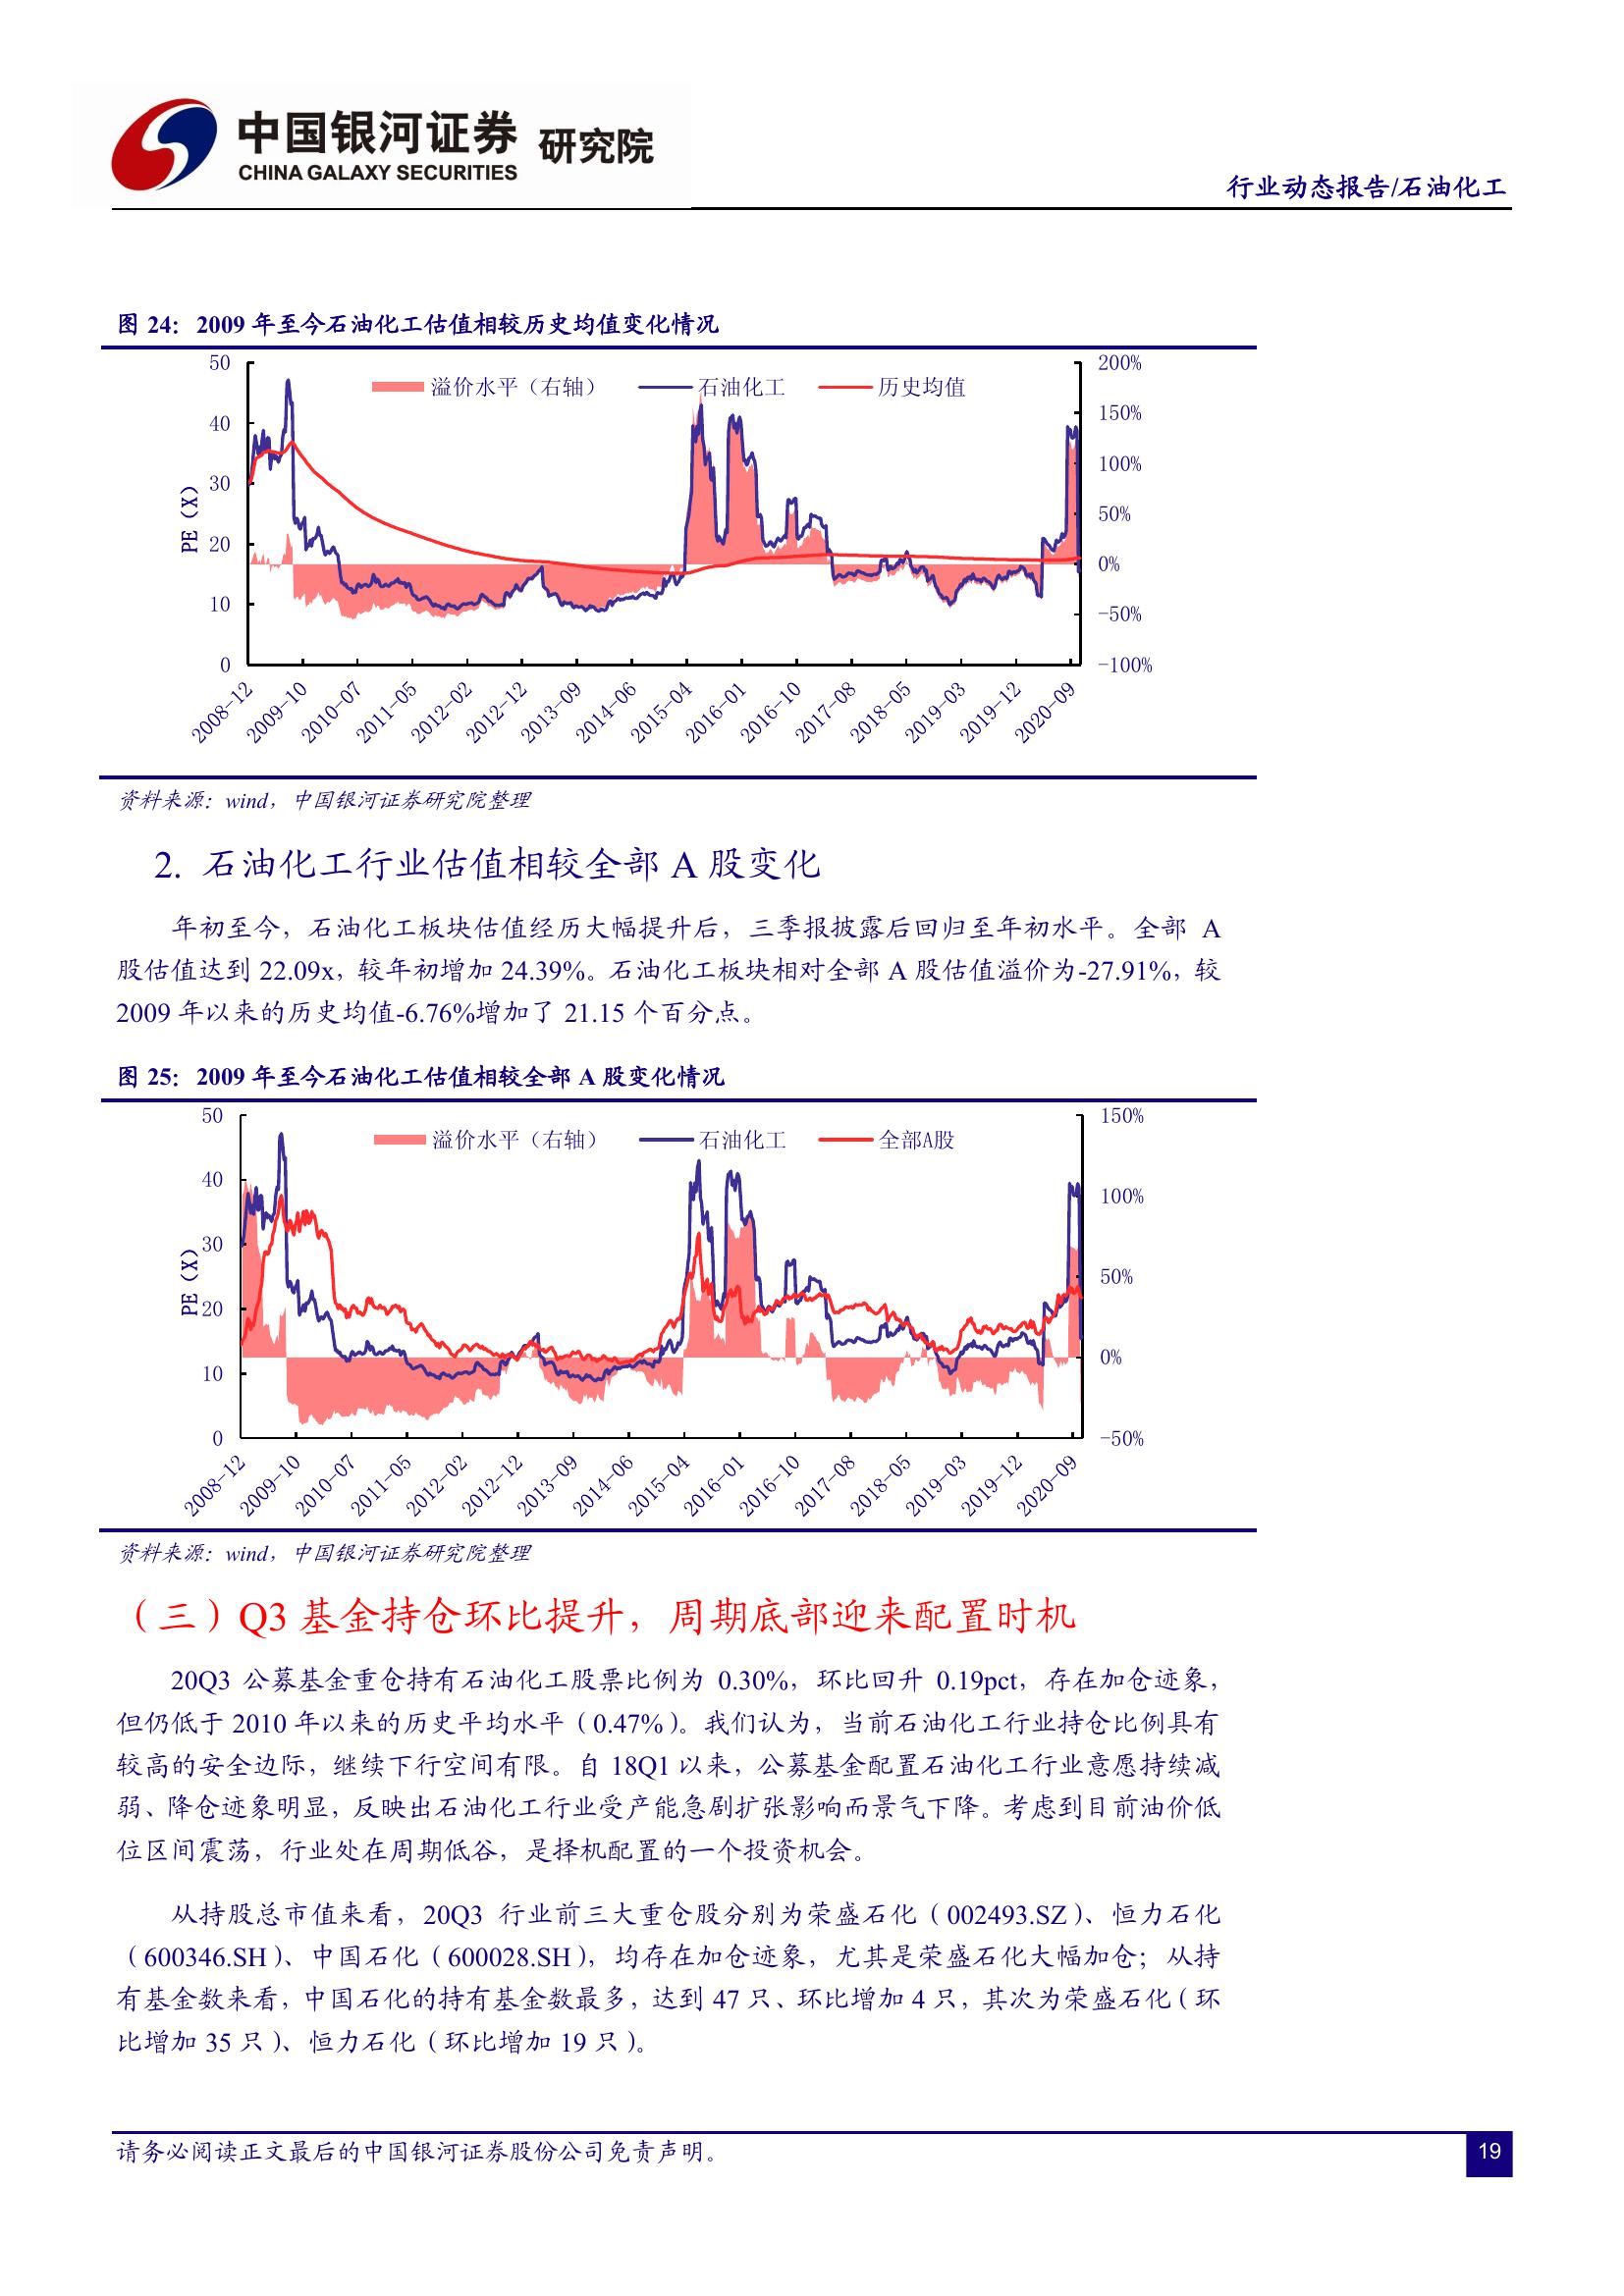 中国银河证券 研究院
CHINA GALAXY SECURITIES
行业动态报告/石油化工
图 24：2009 年至今石油化工估值相较历史均值变化情况
溢价水平（右轴） 石油化工 历史均值
PE（X）
50
40
30
20
10
0
200%
150%
100%
50%
0%
-50%
-100%
2008-12 2009-10 2010-07 2011-05 2012-02 2012-12 2013-09 2014-06 2015-04 2016-01 2016-10 2017-08 2018-05 2019-03 2019-12 2020-09
资料来源：wind，中国银河证券研究院整理
2. 石油化工行业估值相较全部 A 股变化
年初至今，石油化工板块估值经历大幅提升后，三季报披露后回归至年初水平。全部 A
股估值达到 22.09x，较年初增加 24.39%。石油化工板块相对全部 A 股估值溢价为-27.91%，较
2009 年以来的历史均值-6.76%增加了 21.15 个百分点。
图 25：2009 年至今石油化工估值相较全部 A 股变化情况
溢价水平（右轴） 石油化工 全部A股
PE（X）
50
40
30
20
10
0
150%
100%
50%
0%
-50%
2008-12 2009-10 2010-07 2011-05 2012-02 2012-12 2013-09 2014-06 2015-04 2016-01 2016-10 2017-08 2018-05 2019-03 2019-12 2020-09
资料来源：wind，中国银河证券研究院整理
（三）Q3 基金持仓环比提升，周期底部迎来配置时机
20Q3 公募基金重仓持有石油化工股票比例为 0.30%，环比回升 0.19pct，存在加仓迹象，
但仍低于 2010 年以来的历史平均水平（0.47%）。我们认为，当前石油化工行业持仓比例具有
较高的安全边际，继续下行空间有限。自 18Q1 以来，公募基金配置石油化工行业意愿持续减
弱、降仓迹象明显，反映出石油化工行业受产能急剧扩张影响而景气下降。考虑到目前油价低
位区间震荡，行业处在周期低谷，是择机配置的一个投资机会。
从持股总市值来看，20Q3 行业前三大重仓股分别为荣盛石化（002493.SZ）、恒力石化
（600346.SH）、中国石化（600028.SH），均存在加仓迹象，尤其是荣盛石化大幅加仓；从持
有基金数来看，中国石化的持有基金数最多，达到 47 只、环比增加 4 只，其次为荣盛石化（环
比增加 35 只）、恒力石化（环比增加 19 只）。
请务必阅读正文最后的中国银河证券股份公司免责声明。
19